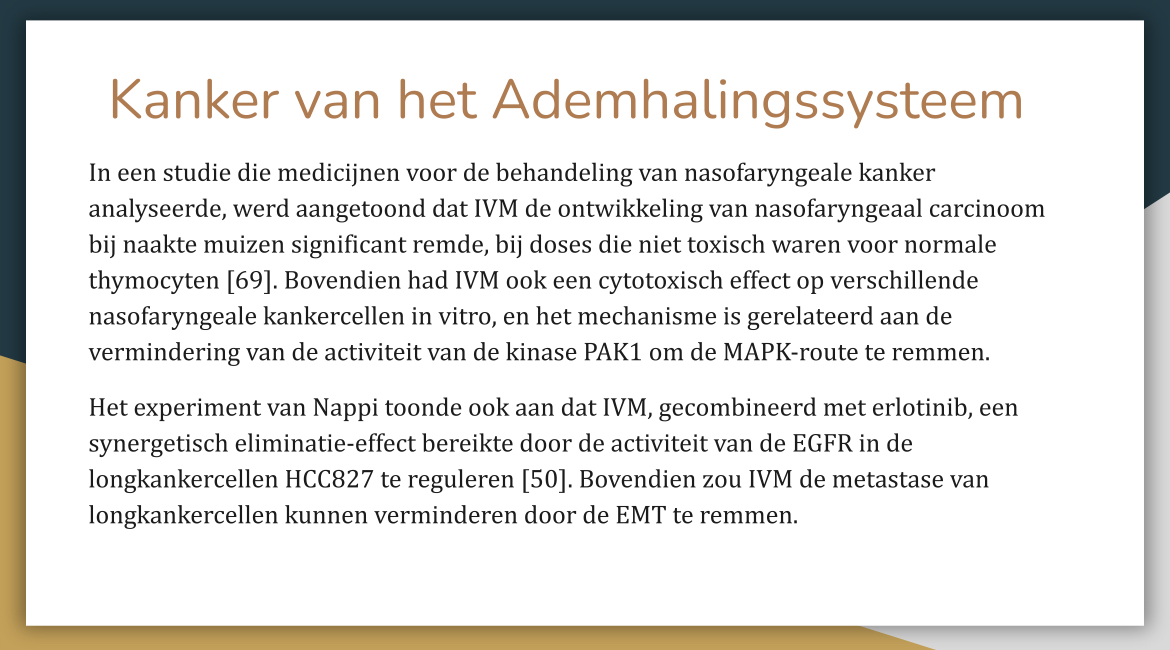 Kanker van het Ademhalingssysteem
In een studie die medicijnen voor de behandeling van nasofaryngeale kanker
analyseerde, werd aangetoond dat IVM de ontwikkeling van nasofaryngeaal carcinoom
bij naakte muizen significant remde, bij doses die niet toxisch waren voor normale
thymocyten [69]. Bovendien had IVM ook een cytotoxisch effect op verschillende
nasofaryngeale kankercellen in vitro, en het mechanisme is gerelateerd aan de
vermindering van de activiteit van de kinase PAK1 om de MAPK-route te remmen.
Het experiment van Nappi toonde ook aan dat IVM, gecombineerd met erlotinib, een
synergetisch eliminatie-effect bereikte door de activiteit van de EGFR in de
longkankercellen HCC827 te reguleren [50]. Bovendien zou IVM de metastase van
longkankercellen kunnen verminderen door de EMT te remmen.